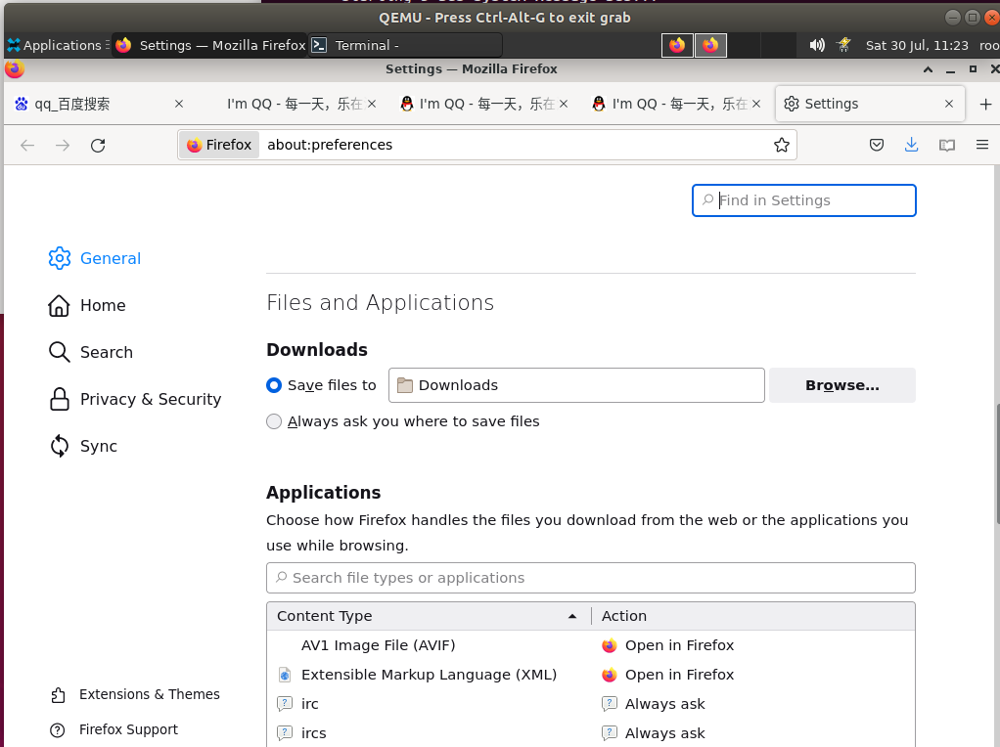 QEMU - Press Ctrl-Alt-G to exit grab
Applications
Settings — Mozilla Firefox
Terminal -
Sat 30 Jul, 11:23
roo
Settings — Mozilla Firefox
qq_百度搜索
I'm QQ - 每一天，乐在
I'm QQ - 每一天，乐在
I'm QQ - 每一天，乐在
Settings
Firefox
about:preferences
Find in Settings
General
Home
Search
Privacy & Security
Sync
Extensions & Themes
Firefox Support
Files and Applications
Downloads
Save files to
Downloads
Browse...
Always ask you where to save files
Applications
Choose how Firefox handles the files you download from the web or the applications you
use while browsing.
Search file types or applications
Content Type
Action
AV1 Image File (AVIF)
Open in Firefox
Extensible Markup Language (XML)
Open in Firefox
irc
Always ask
ircs
Always ask